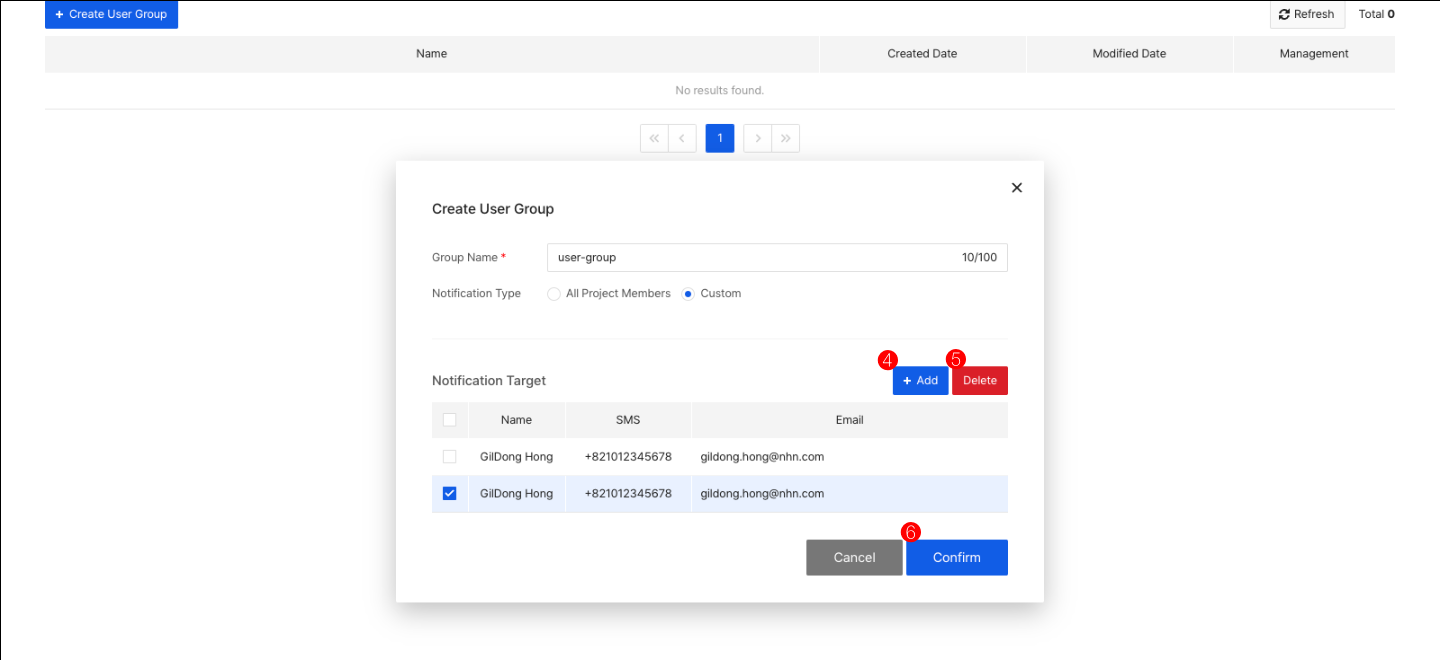 + Create User Group
Refresh Total 0
Name Created Date Modified Date Management
No results found.
« ‹ 1 › »
×
Create User Group
Group Name * user-group 10/100
Notification Type All Project Members Custom
4 5
Notification Target + Add Delete
Name SMS Email
GilDong Hong +821012345678 gildong.hong@nhn.com
GilDong Hong +821012345678 gildong.hong@nhn.com
6
Cancel Confirm